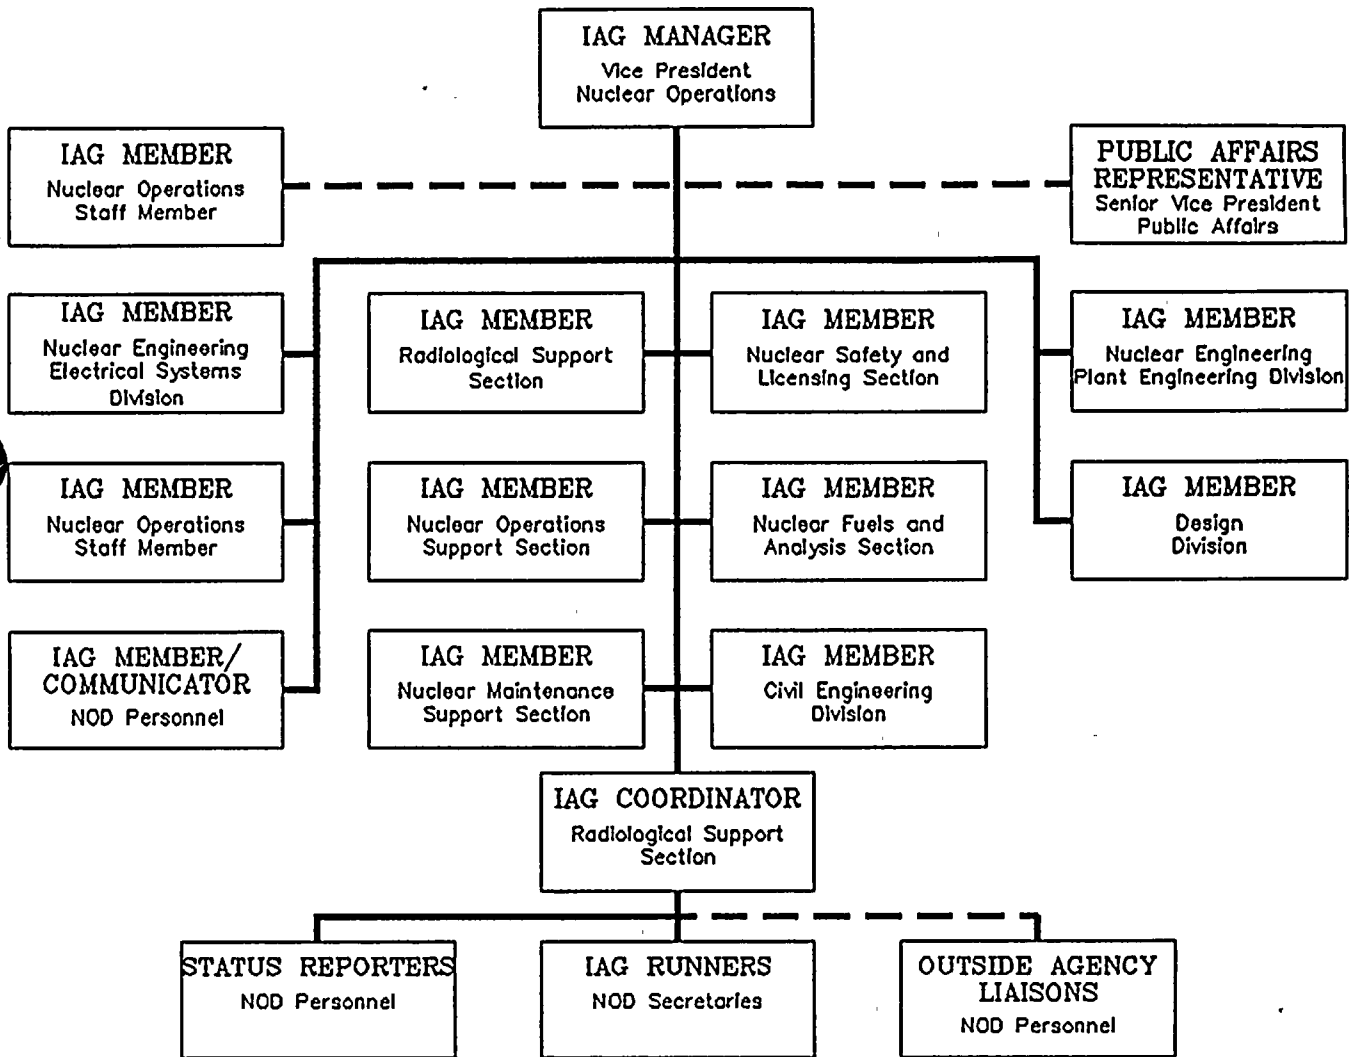 IAG MANAGER
Vice President
Nuclear Operations
IAG MEMBER
Nuclear Operations
Staff Member
PUBLIC AFFAIRS
REPRESENTATIVE
Senior Vice President
Public Affairs
IAG MEMBER
Nuclear Engineering
Electrical Systems
Division
IAG MEMBER
Radiological Support
Section
IAG MEMBER
Nuclear Safety and
Licensing Section
IAG MEMBER
Nuclear Engineering
Plant Engineering Division
IAG MEMBER
Nuclear Operations
Staff Member
IAG MEMBER
Nuclear Operations
Support Section
IAG MEMBER
Nuclear Fuels and
Analysis Section
IAG MEMBER
Design
Division
IAG MEMBER/
COMMUNICATOR
NOD Personnel
IAG MEMBER
Nuclear Maintenance
Support Section
IAG MEMBER
Civil Engineering
Division
IAG COORDINATOR
Radiological Support
Section
STATUS REPORTERS
NOD Personnel
IAG RUNNERS
NOD Secretaries
OUTSIDE AGENCY
LIAISONS
NOD Personnel